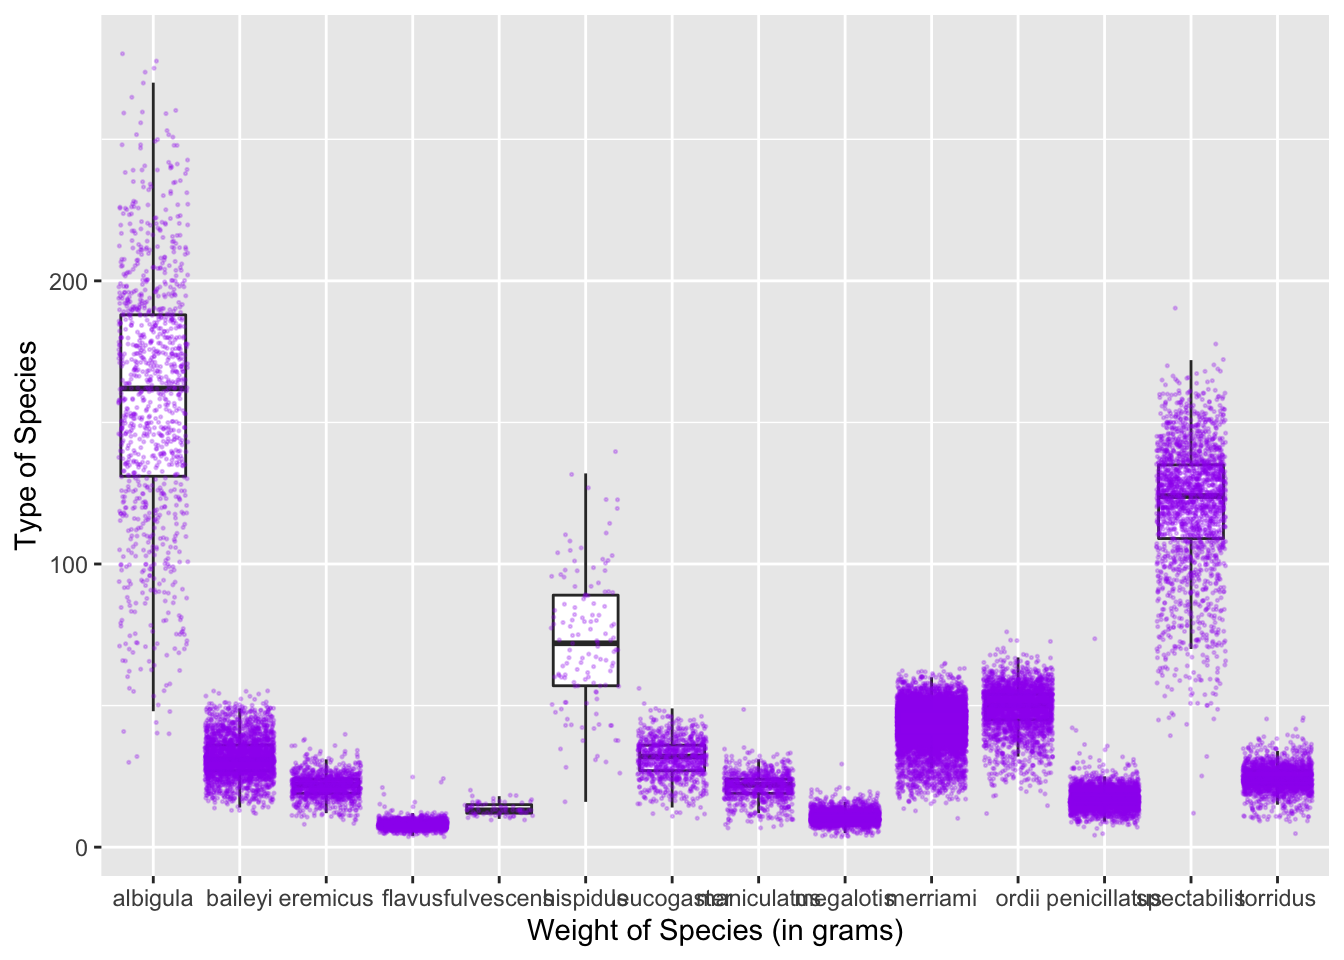 Type of Species
200
100
0
albigula baileyi eremicus flavus fulvescens hispidus leucogaster maniculatus megalotis merriami ordii penicillatus spectabilis torridus
Weight of Species (in grams)